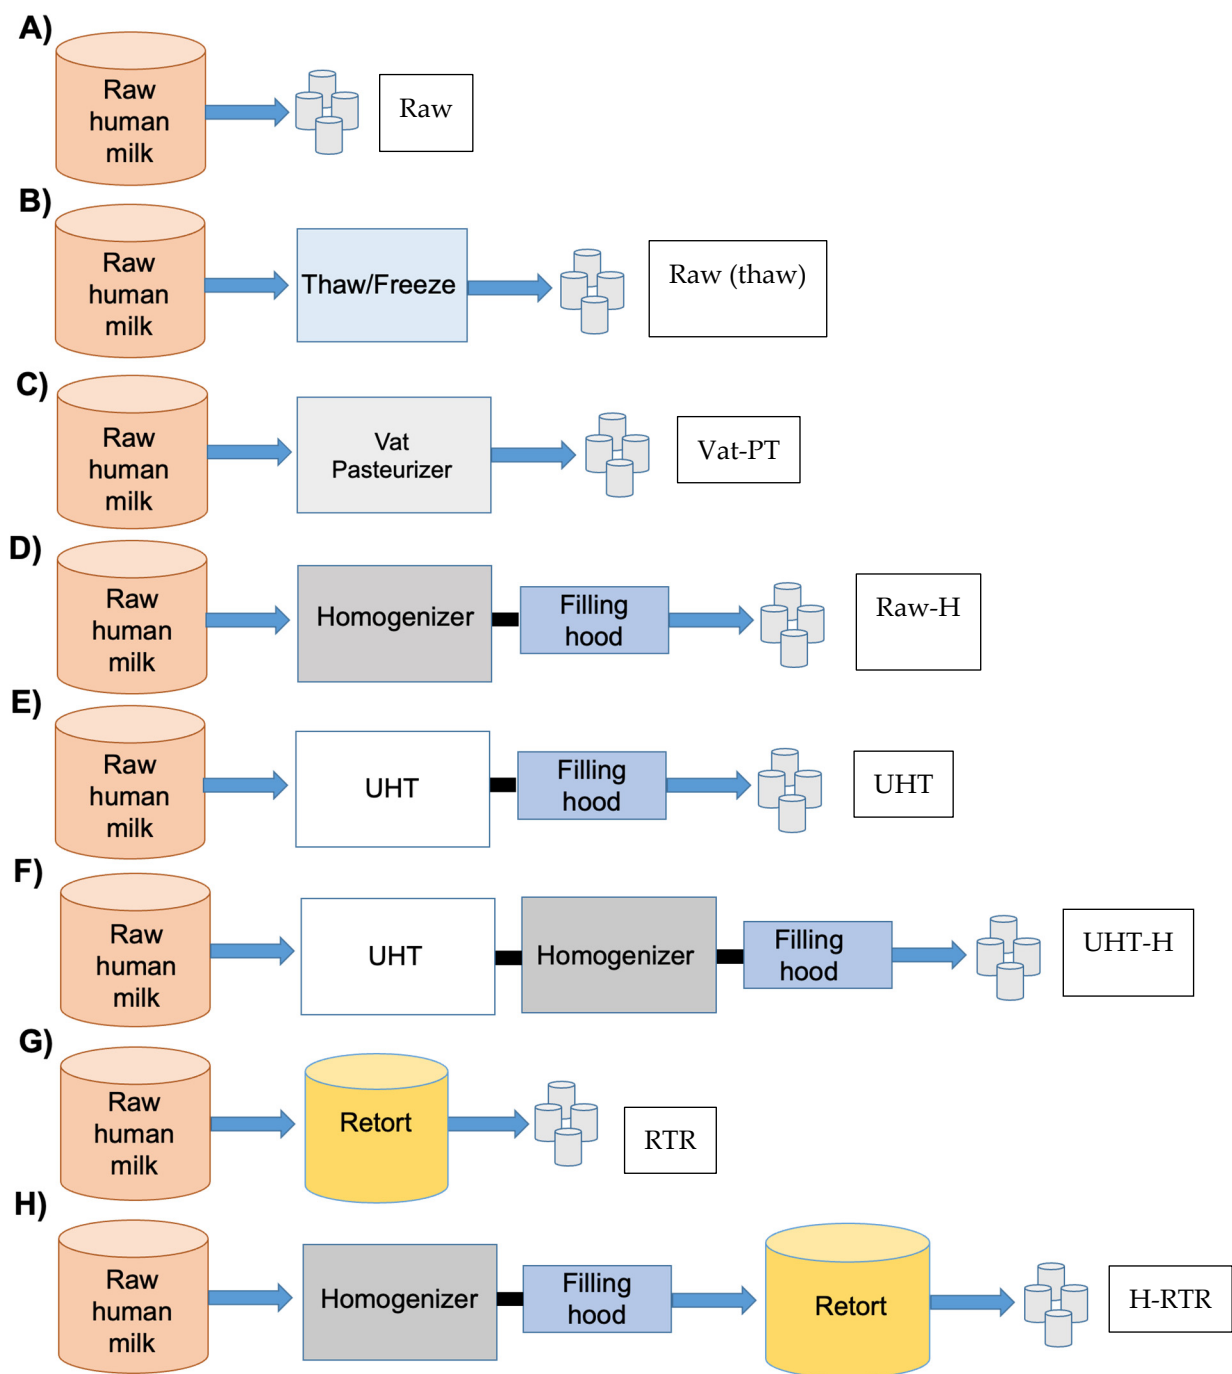 A)
Raw
human
milk
Raw
B)
Raw
human
milk
Thaw/Freeze
Raw (thaw)
C)
Raw
human
milk
Vat
Pasteurizer
Vat-PT
D)
Raw
human
milk
Homogenizer
Filling
hood
Raw-H
E)
Raw
human
milk
UHT
Filling
hood
UHT
F)
Raw
human
milk
UHT
Homogenizer
Filling
hood
UHT-H
G)
Raw
human
milk
Retort
RTR
H)
Raw
human
milk
Homogenizer
Filling
hood
Retort
H-RTR